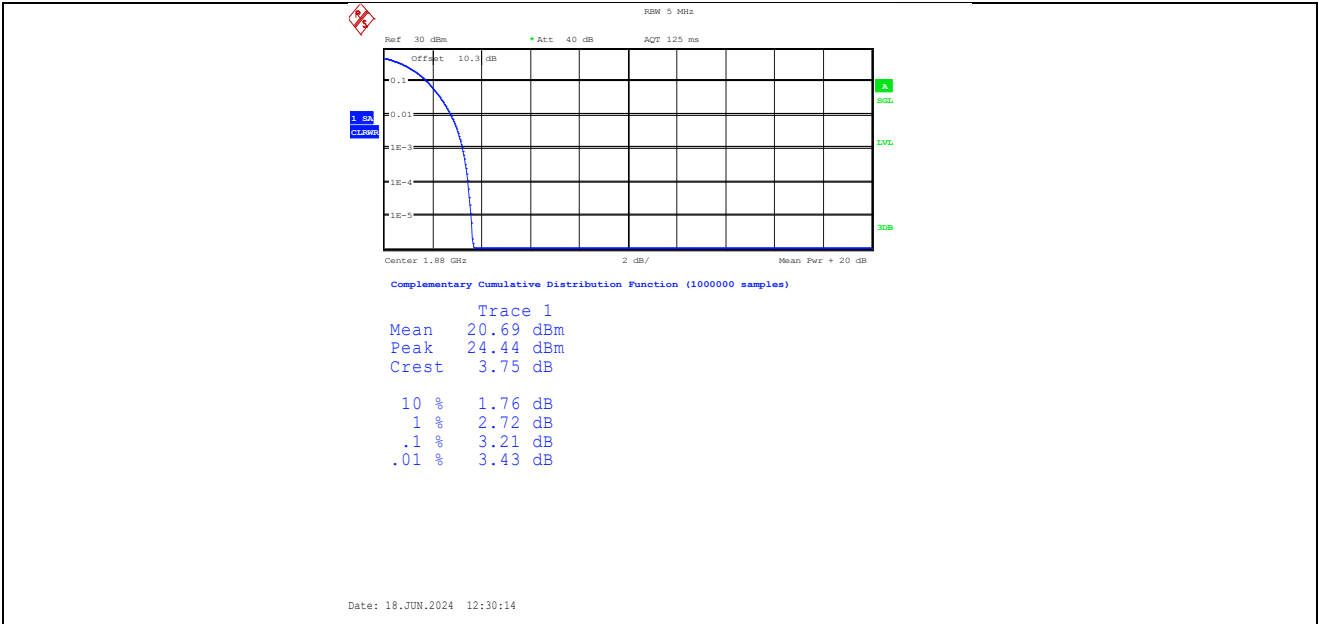 RBW 5 MHz
Ref 30 dBm * Att 40 dB AQT 125 ms
Offset 10.3 dB
0.1
A
SGL
0.01
1 SA
CLRWR
LVL
1E-3
1E-4
1E-5
3DB
Center 1.88 GHz 2 dB/ Mean Pwr + 20 dB
Complementary Cumulative Distribution Function (1000000 samples)
Trace 1
Mean 20.69 dBm
Peak 24.44 dBm
Crest 3.75 dB
10 % 1.76 dB
1 % 2.72 dB
.1 % 3.21 dB
.01 % 3.43 dB
Date: 18.JUN.2024 12:30:14